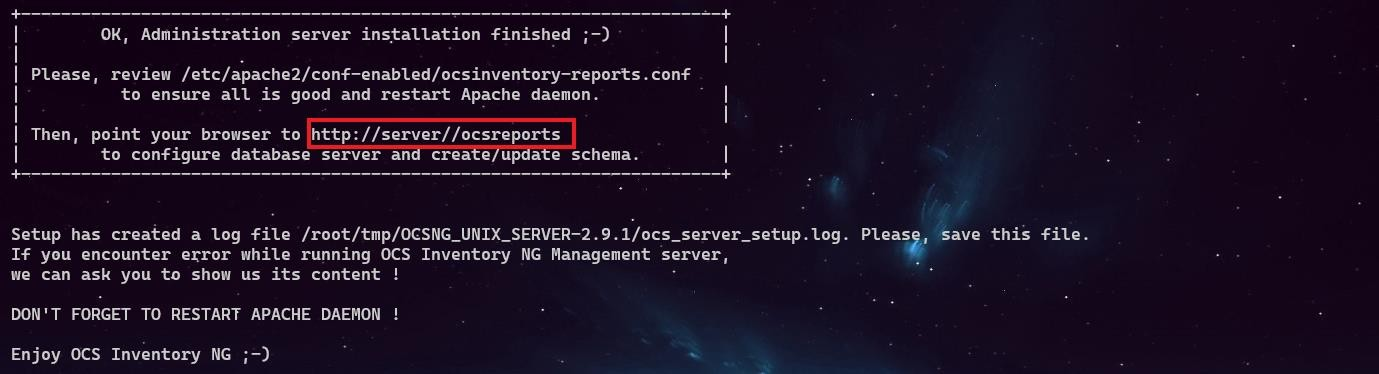 +----------------------------------------------------------------------+
|        OK, Administration server installation finished ;-)           |
|                                                                      |
| Please, review /etc/apache2/conf-enabled/ocsinventory-reports.conf
|          to ensure all is good and restart Apache daemon.            |
|                                                                      |
| Then, point your browser to http://server//ocsreports
|        to configure database server and create/update schema.        |
+----------------------------------------------------------------------+
Setup has created a log file /root/tmp/OCSNG_UNIX_SERVER-2.9.1/ocs_server_setup.log. Please, save this file.
If you encounter error while running OCS Inventory NG Management server,
we can ask you to show us its content !
DON'T FORGET TO RESTART APACHE DAEMON !
Enjoy OCS Inventory NG ;-)